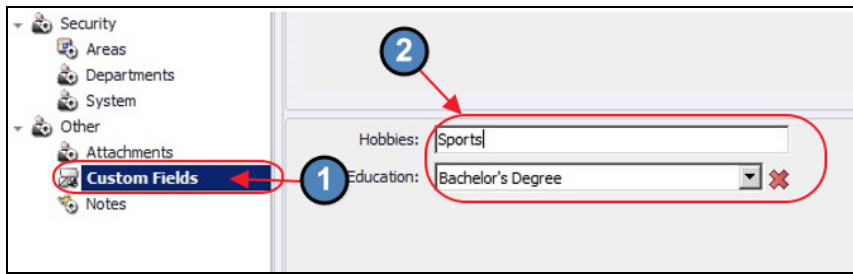 Security
Areas
Departments
System
Other
Attachments
Custom Fields
Notes
2
Hobbies: Sports
1
Education: Bachelor's Degree